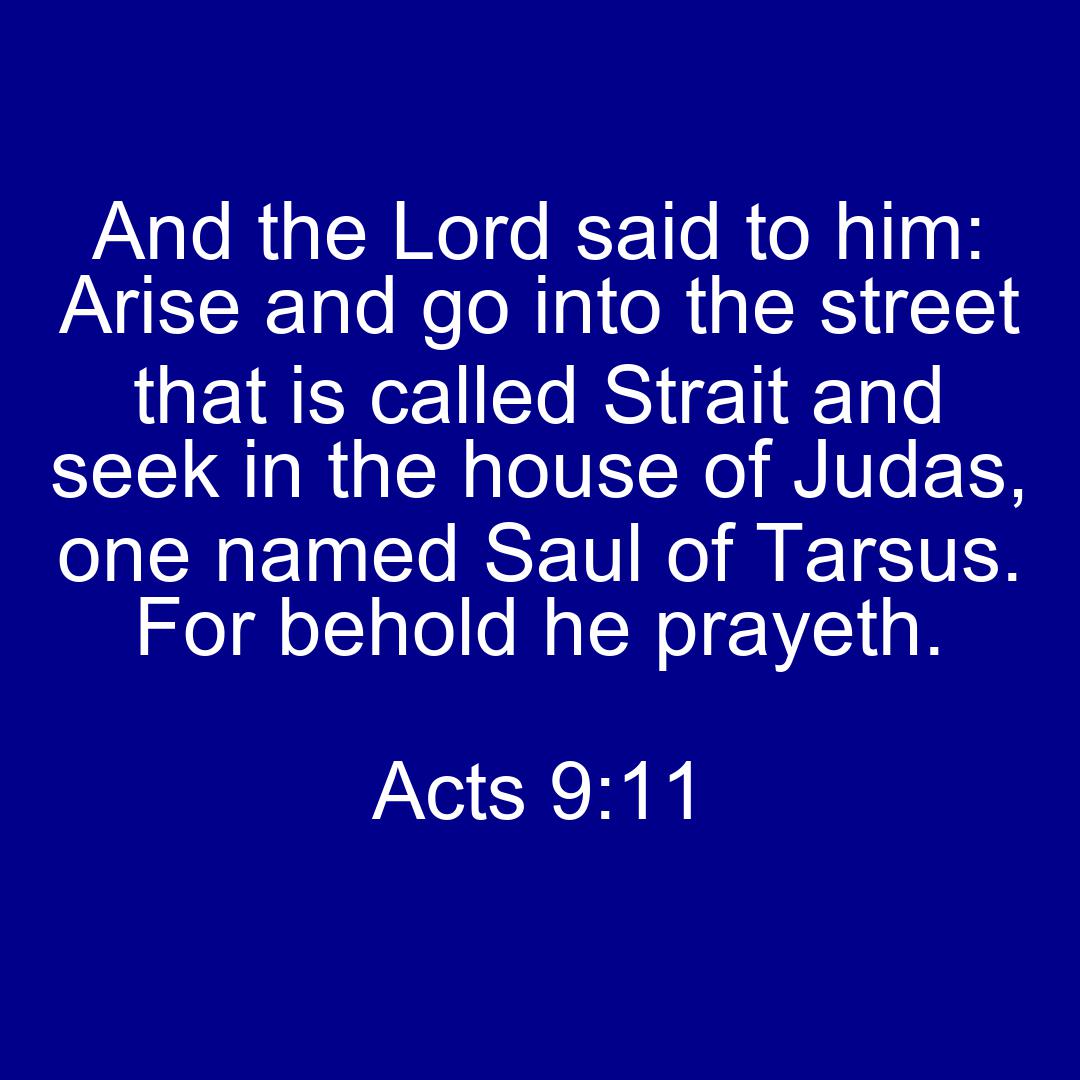 And the Lord said to him:
Arise and go into the street
that is called Strait and
seek in the house of Judas,
one named Saul of Tarsus.
For behold he prayeth.
Acts 9:11